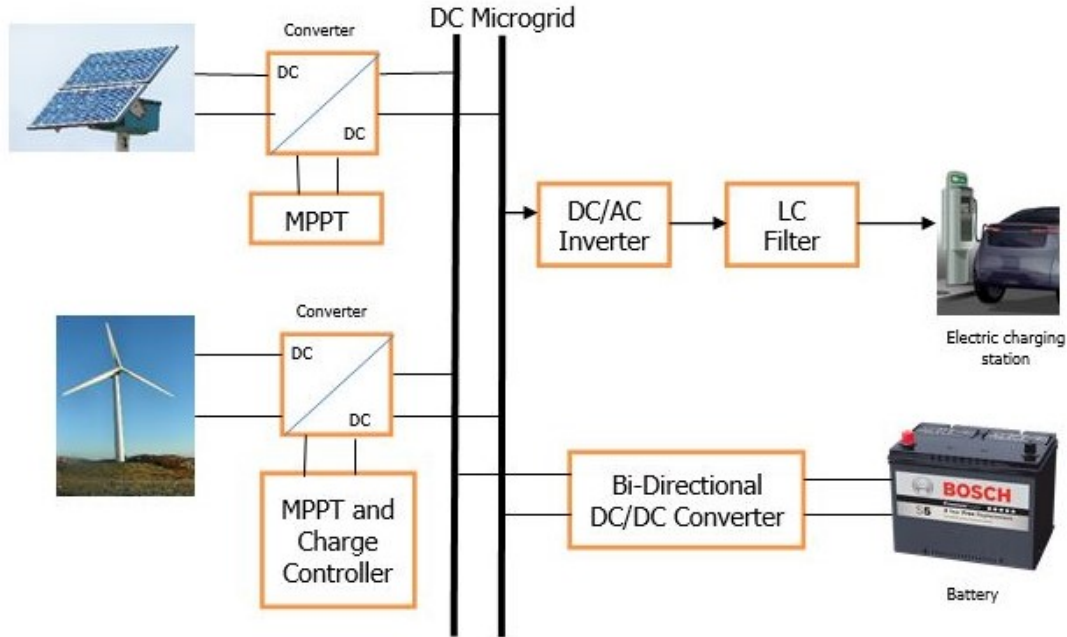 DC Microgrid
Converter
DC
DC
MPPT
DC/AC
Inverter
LC
Filter
Electric charging
station
Converter
DC
DC
MPPT and
Charge
Controller
Bi-Directional
DC/DC Converter
BOSCH
S5
Battery